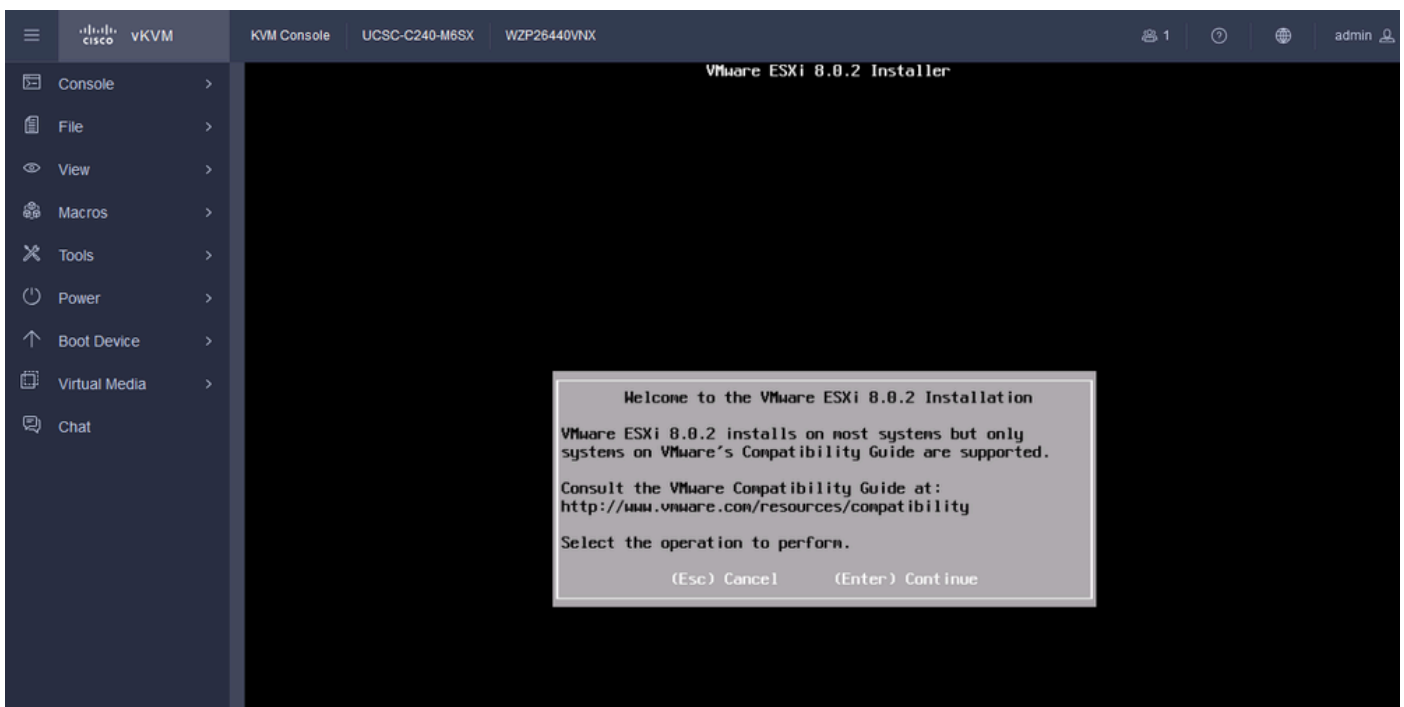 cisco vKVM KVM Console UCSC-C240-M6SX WZP26440VNX 1 ? admin
Console
File
View
Macros
Tools
Power
Boot Device
Virtual Media
Chat
VMware ESXi 8.0.2 Installer
Welcome to the VMware ESXi 8.0.2 Installation
VMware ESXi 8.0.2 installs on most systems but only
systems on VMware's Compatibility Guide are supported.
Consult the VMware Compatibility Guide at:
http://www.vmware.com/resources/compatibility
Select the operation to perform.
(Esc) Cancel (Enter) Continue